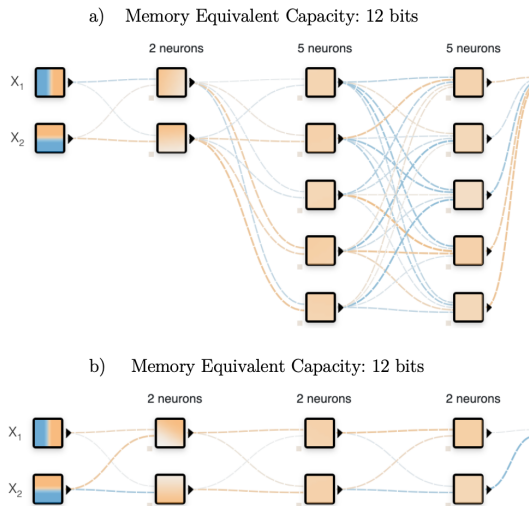 a) Memory Equivalent Capacity: 12 bits
2 neurons 5 neurons 5 neurons
X₁
X₂
b) Memory Equivalent Capacity: 12 bits
2 neurons 2 neurons 2 neurons
X₁
X₂